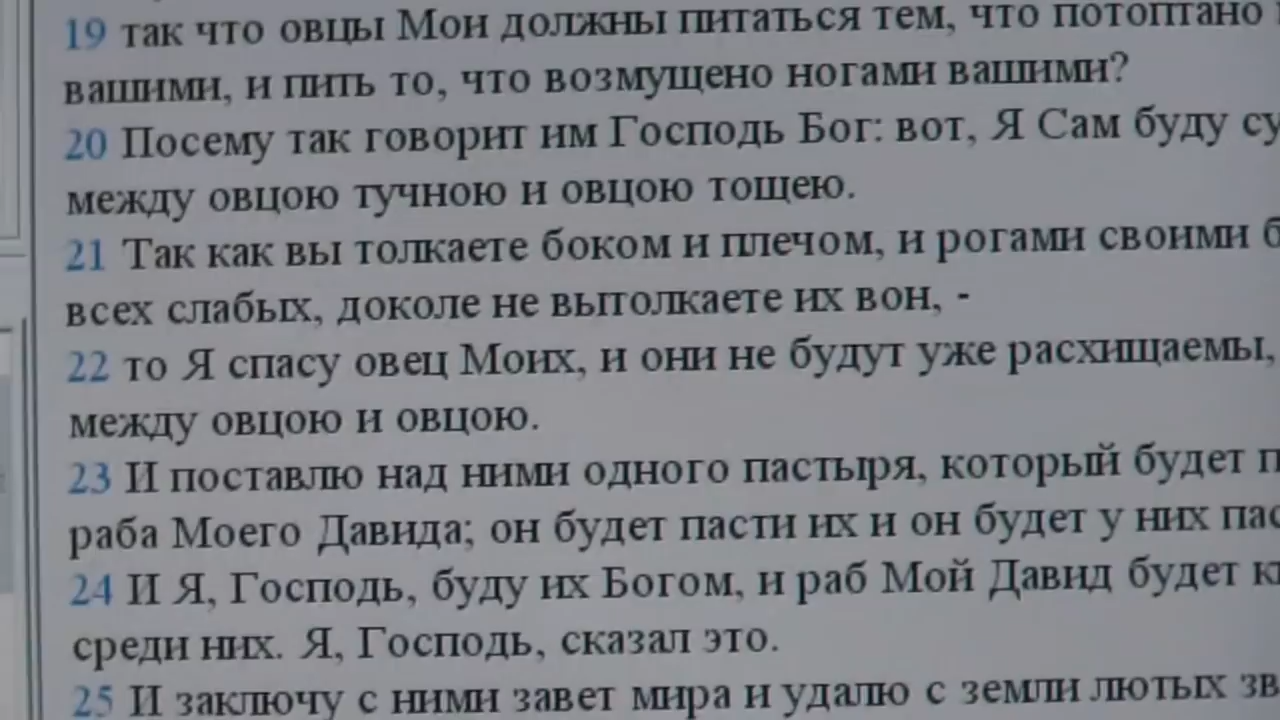 19 так что овцы Мои должны питаться тем, что потоптано
вашими, и пить то, что возмущено ногами вашими?
20 Посему так говорит им Господь Бог: вот, Я Сам буду су
между овцою тучною и овцою тощею.
21 Так как вы толкаете боком и плечом, и рогами своими б
всех слабых, доколе не вытолкаете их вон, -
22 то Я спасу овец Моих, и они не будут уже расхищаемы,
между овцою и овцою.
23 И поставлю над ними одного пастыря, который будет п
раба Моего Давида; он будет пасти их и он будет у них пас
24 И Я, Господь, буду их Богом, и раб Мой Давид будет кн
среди них. Я, Господь, сказал это.
25 И заключу с ними завет мира и удалю с земли лютых зв